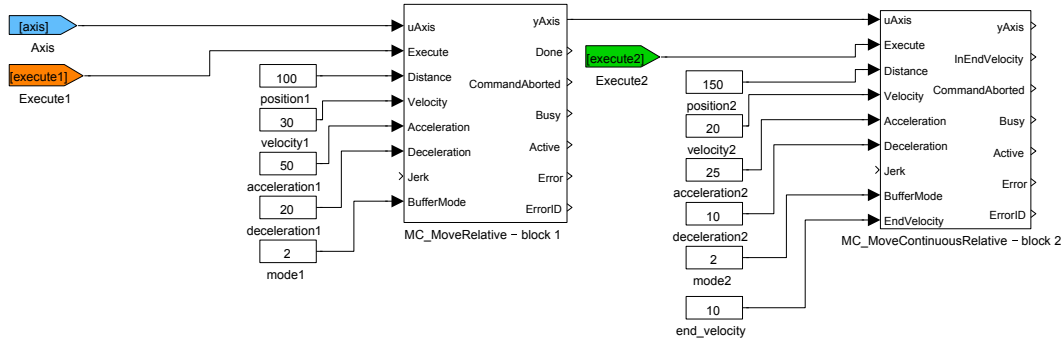 [axis]
Axis
[execute1]
Execute1
100
position1
30
velocity1
50
acceleration1
20
deceleration1
2
mode1
uAxis
Execute
Distance
Velocity
Acceleration
Deceleration
Jerk
BufferMode
yAxis
Done
CommandAborted
Busy
Active
Error
ErrorID
MC_MoveRelative − block 1
[execute2]
Execute2
150
position2
20
velocity2
25
acceleration2
10
deceleration2
2
mode2
10
end_velocity
uAxis
Execute
Distance
Velocity
Acceleration
Deceleration
Jerk
BufferMode
EndVelocity
yAxis
InEndVelocity
CommandAborted
Busy
Active
Error
ErrorID
MC_MoveContinuousRelative − block 2